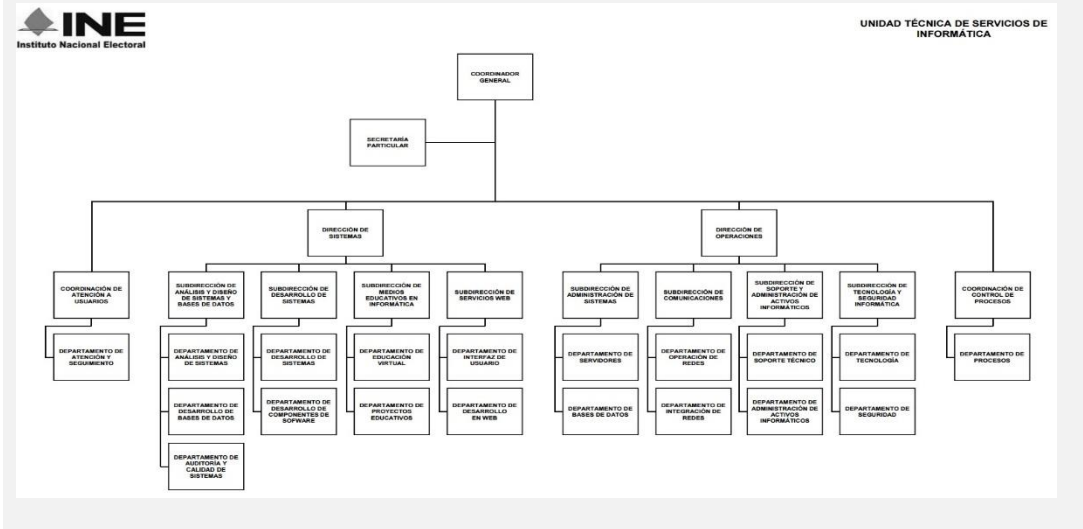 INE
Instituto Nacional Electoral
UNIDAD TÉCNICA DE SERVICIOS DE
INFORMÁTICA
COORDINADOR
GENERAL
SECRETARÍA
PARTICULAR
DIRECCIÓN DE
SISTEMAS
DIRECCIÓN DE
OPERACIONES
COORDINACIÓN DE
ATENCIÓN A
USUARIOS
SUBDIRECCIÓN DE
ANÁLISIS Y DISEÑO
DE SISTEMAS Y
BASES DE DATOS
SUBDIRECCIÓN DE
DESARROLLO DE
SISTEMAS
SUBDIRECCIÓN DE
MEDIOS
EDUCATIVOS EN
INFORMÁTICA
SUBDIRECCIÓN DE
SERVICIOS WEB
SUBDIRECCIÓN DE
ADMINISTRACIÓN DE
SISTEMAS
SUBDIRECCIÓN DE
COMUNICACIONES
SUBDIRECCIÓN DE
SOPORTE Y
ADMINISTRACIÓN DE
ACTIVOS
INFORMÁTICOS
SUBDIRECCIÓN DE
TECNOLOGÍA Y
SEGURIDAD
INFORMÁTICA
COORDINACIÓN DE
CONTROL DE
PROCESOS
DEPARTAMENTO DE
ATENCIÓN Y
SEGUIMIENTO
DEPARTAMENTO DE
ANÁLISIS Y DISEÑO
DE SISTEMAS
DEPARTAMENTO DE
DESARROLLO DE
SISTEMAS
DEPARTAMENTO DE
EDUCACIÓN
VIRTUAL
DEPARTAMENTO DE
INTERFAZ DE
USUARIO
DEPARTAMENTO DE
SERVIDORES
DEPARTAMENTO DE
OPERACIÓN DE
REDES
DEPARTAMENTO DE
SOPORTE TÉCNICO
DEPARTAMENTO DE
TECNOLOGÍA
DEPARTAMENTO DE
PROCESOS
DEPARTAMENTO DE
DESARROLLO DE
BASES DE DATOS
DEPARTAMENTO DE
DESARROLLO DE
COMPONENTES DE
SOFWARE
DEPARTAMENTO DE
PROYECTOS
EDUCATIVOS
DEPARTAMENTO DE
DESARROLLO
EN WEB
DEPARTAMENTO DE
BASES DE DATOS
DEPARTAMENTO DE
INTEGRACIÓN DE
REDES
DEPARTAMENTO DE
ADMINISTRACIÓN DE
ACTIVOS
INFORMÁTICOS
DEPARTAMENTO DE
SEGURIDAD
DEPARTAMENTO DE
AUDITORÍA Y
CALIDAD DE
SISTEMAS